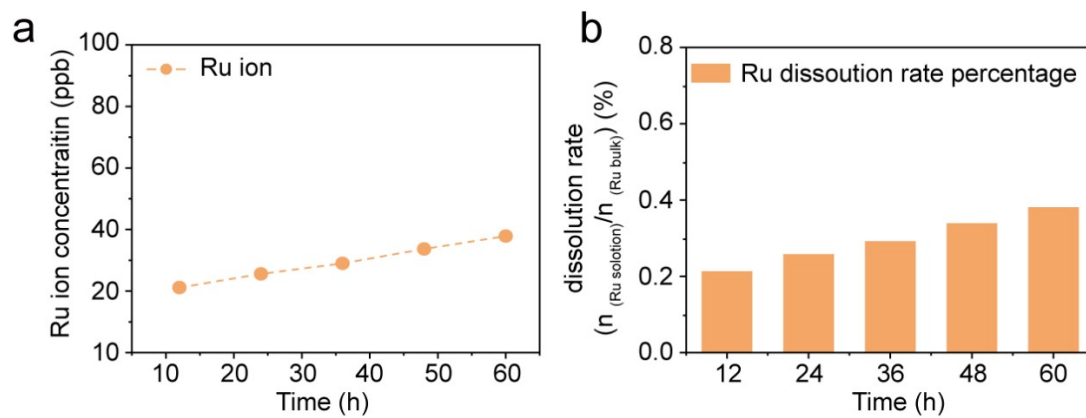 a
Ru ion concentraitin (ppb)
100
80
60
40
20
10
Ru ion
10 20 30 40 50 60
Time (h)
b
dissolution rate
(n (Ru solotion)/n (Ru bulk)) (%)
0.8
0.6
0.4
0.2
0.0
Ru dissoution rate percentage
12 24 36 48 60
Time (h)